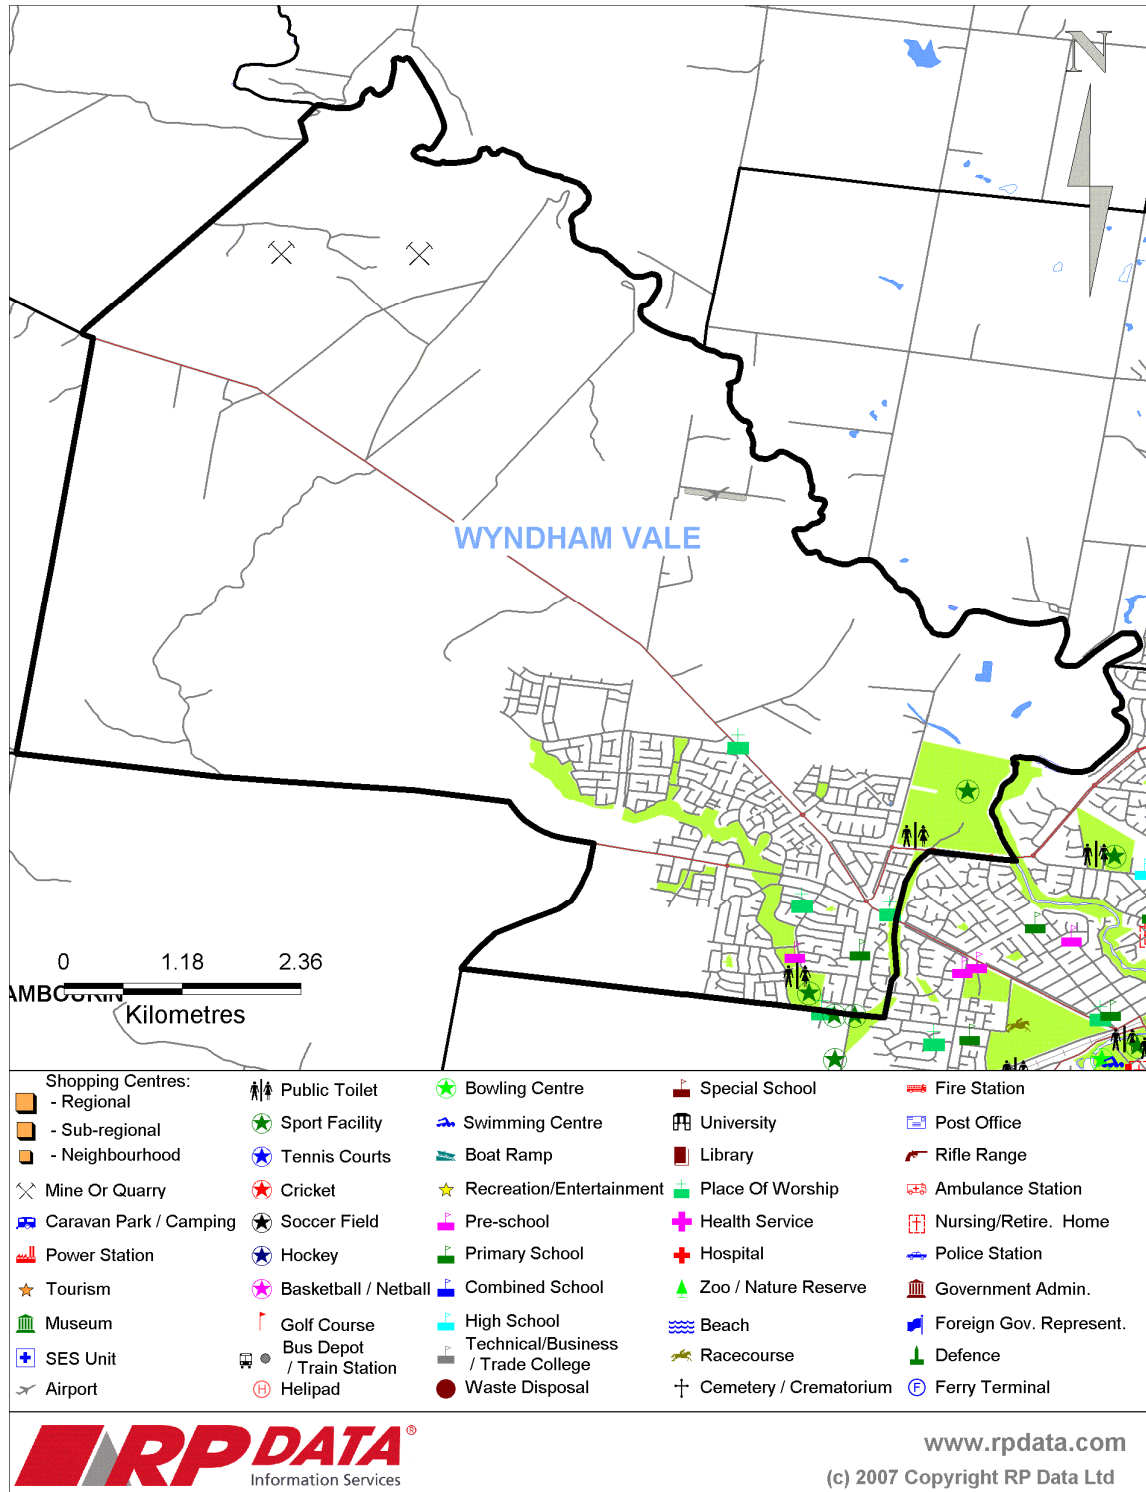 N
WYNDHAM VALE
0 1.18 2.36
AMBOURIN
Kilometres
Shopping Centres:
- Regional
- Sub-regional
- Neighbourhood
Mine Or Quarry
Caravan Park / Camping
Power Station
Tourism
Museum
SES Unit
Airport
Public Toilet
Sport Facility
Tennis Courts
Cricket
Soccer Field
Hockey
Basketball / Netball
Golf Course
Bus Depot
/ Train Station
H Helipad
Bowling Centre
Swimming Centre
Boat Ramp
Recreation/Entertainment
Pre-school
Primary School
Combined School
High School
Technical/Business
/ Trade College
Waste Disposal
Special School
University
Library
Place Of Worship
Health Service
Hospital
Zoo / Nature Reserve
Beach
Racecourse
Cemetery / Crematorium
Fire Station
Post Office
Rifle Range
Ambulance Station
Nursing/Retire. Home
Police Station
Government Admin.
Foreign Gov. Represent.
Defence
F Ferry Terminal
RP DATA®
Information Services
www.rpdata.com
(c) 2007 Copyright RP Data Ltd